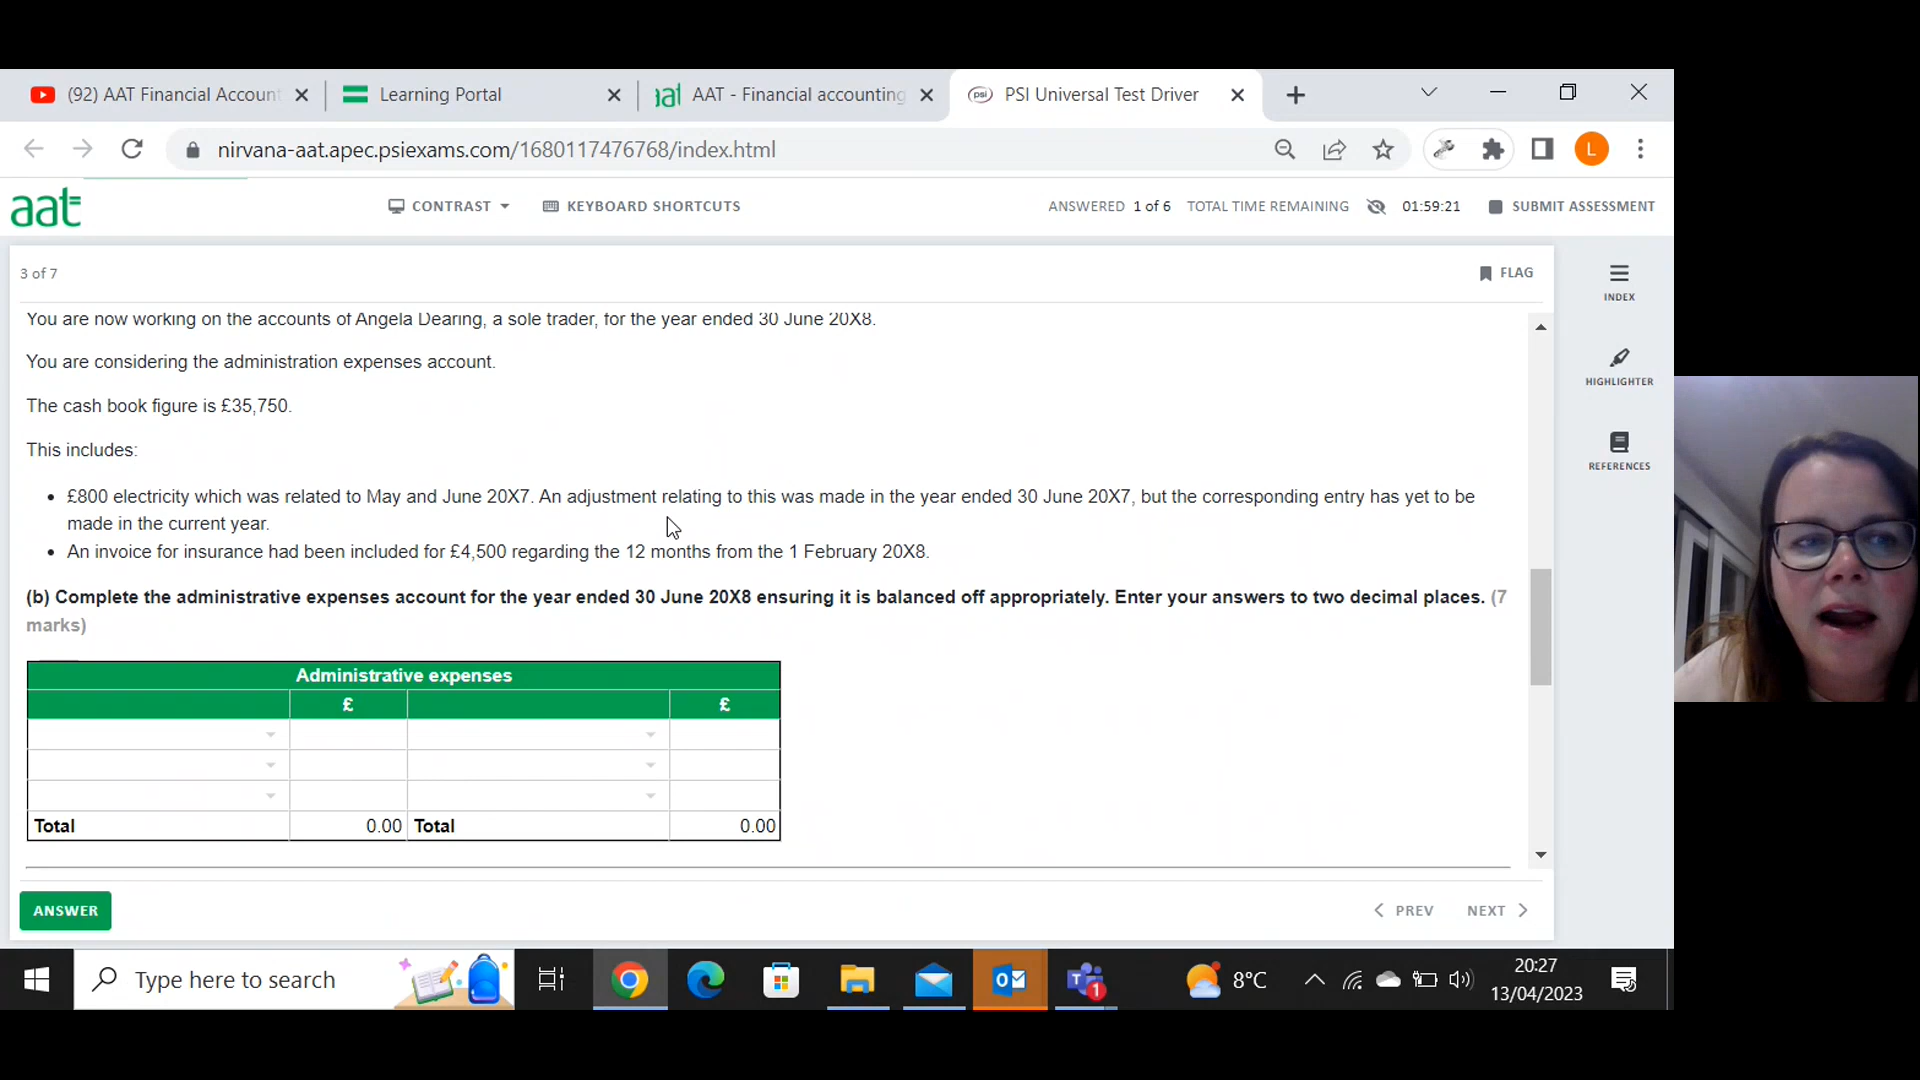 (92) AAT Financial Account
Learning Portal
aat AAT - Financial accounting
psi PSI Universal Test Driver
nirvana-aat.apec.psiexams.com/1680117476768/index.html
L
aat
CONTRAST
KEYBOARD SHORTCUTS
ANSWERED 1 of 6 TOTAL TIME REMAINING 01:59:21 SUBMIT ASSESSMENT
3 of 7
FLAG
INDEX
HIGHLIGHTER
REFERENCES
You are now working on the accounts of Angela Dearing, a sole trader, for the year ended 30 June 20X8.
You are considering the administration expenses account.
The cash book figure is £35,750.
This includes:
• £800 electricity which was related to May and June 20X7. An adjustment relating to this was made in the year ended 30 June 20X7, but the corresponding entry has yet to be
made in the current year.
• An invoice for insurance had been included for £4,500 regarding the 12 months from the 1 February 20X8.
(b) Complete the administrative expenses account for the year ended 30 June 20X8 ensuring it is balanced off appropriately. Enter your answers to two decimal places. (7
marks)
Administrative expenses
£ £
Total 0.00 Total 0.00
ANSWER
PREV NEXT
Type here to search
T 1
8°C
20:27
13/04/2023